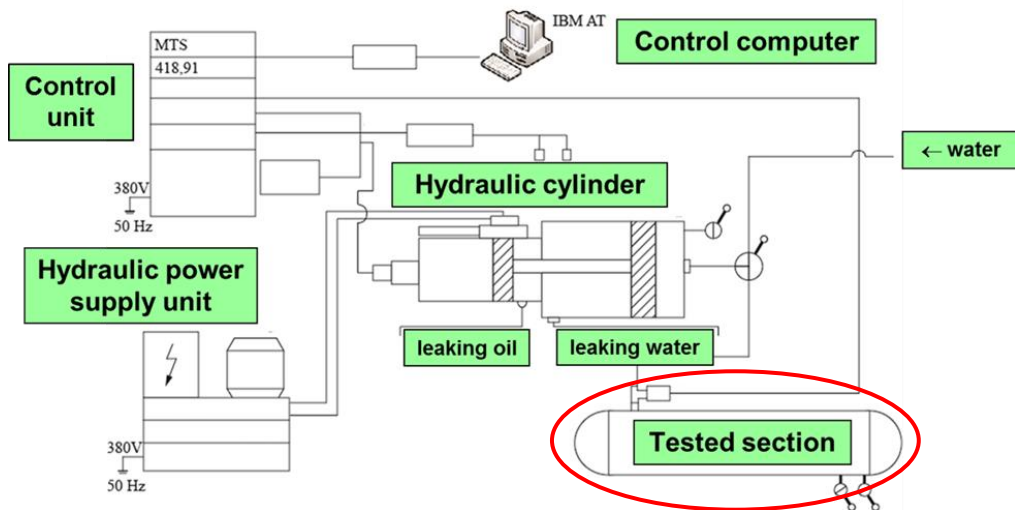 IBM AT
Control computer
MTS
418,91
Control
unit
← water
Hydraulic cylinder
380V
50 Hz
Hydraulic power
supply unit
leaking oil
leaking water
Tested section
380V
50 Hz